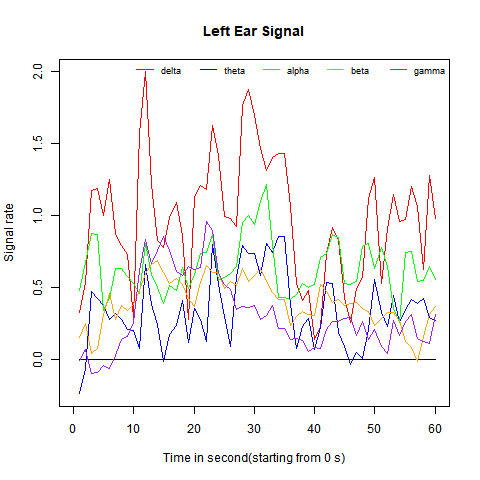 Left Ear Signal
delta theta alpha beta gamma
2.0
1.5
1.0
0.5
0.0
Signal rate
0 10 20 30 40 50 60
Time in second(starting from 0 s)